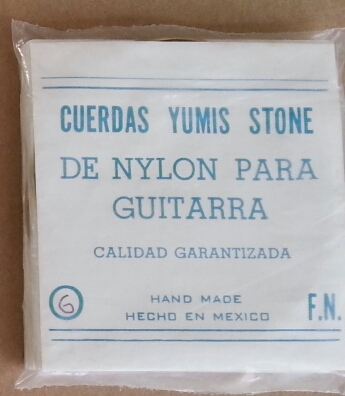 CUERDAS YUMIS STONE
DE NYLON PARA
GUITARRA
CALIDAD GARANTIZADA
6
HAND MADE
HECHO EN MEXICO
F.N.